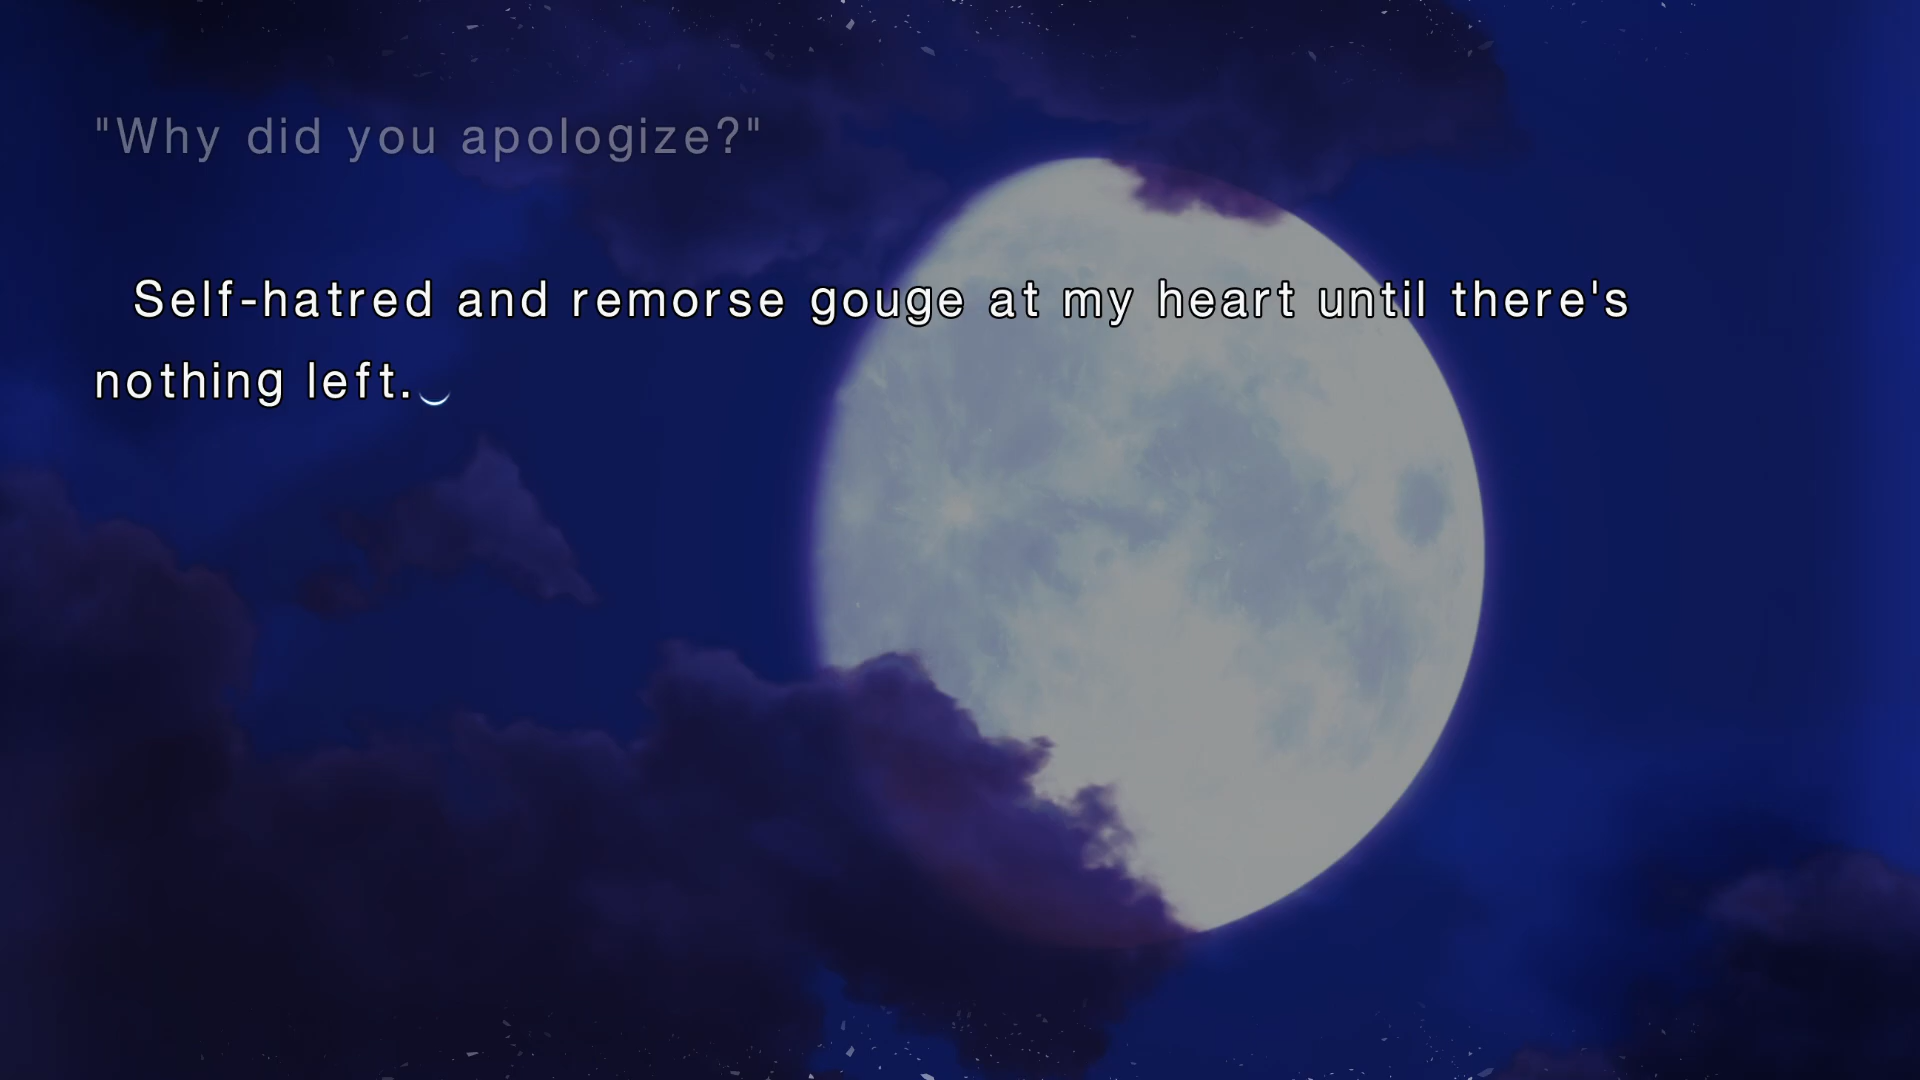 "Why did you apologize?"
Self-hatred and remorse gouge at my heart until there's
nothing left.